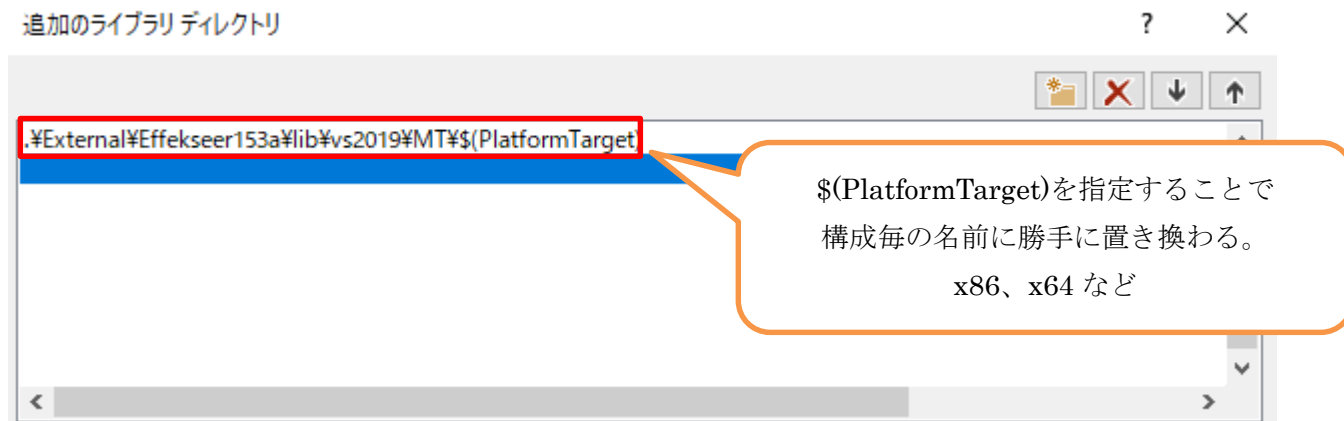 追加のライブラリ ディレクトリ
.¥External¥Effekseer153a¥lib¥vs2019¥MT¥$(PlatformTarget)
$(PlatformTarget)を指定することで
構成毎の名前に勝手に置き換わる。
x86、x64 など